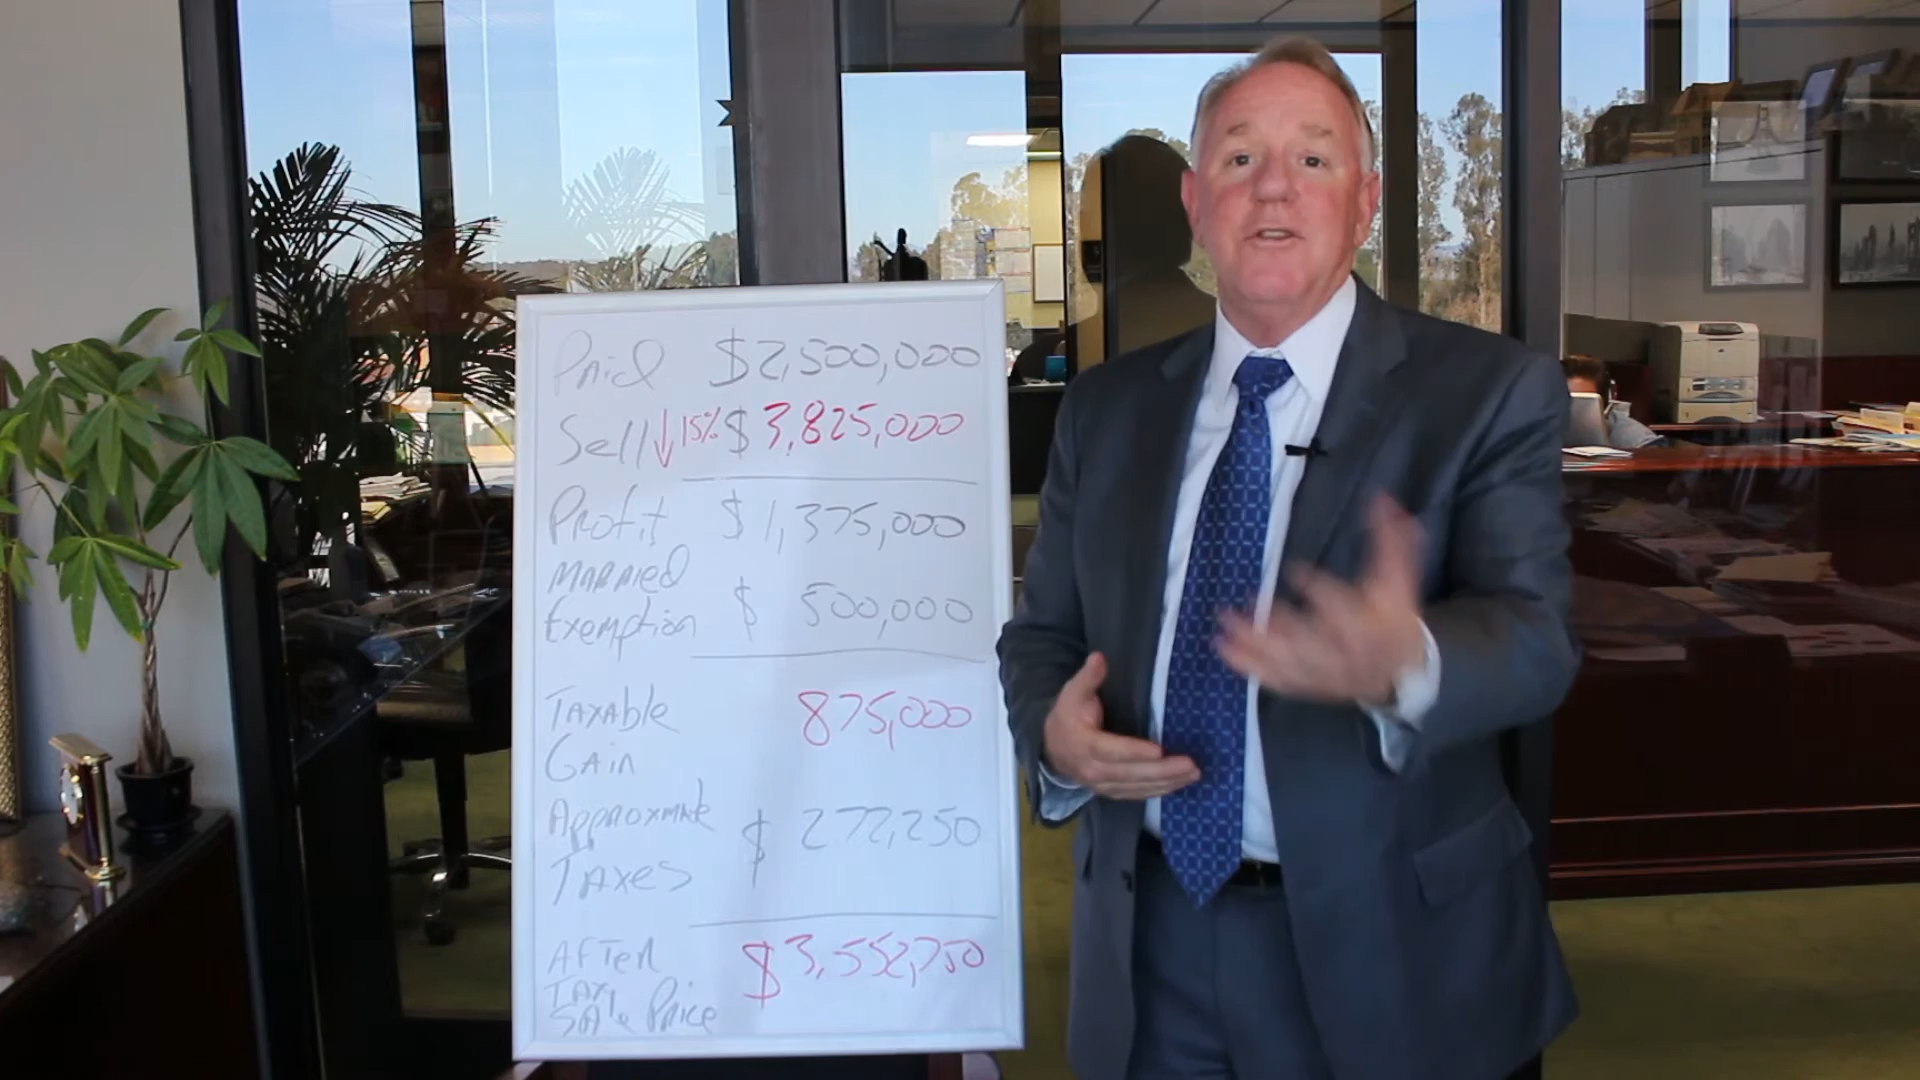 Paid $2,500,000
Sell ↓ 15% $3,825,000
Profit $1,375,000
Married
Exemption $ 500,000
Taxable 875,000
Gain
Approxmate $ 272,250
Taxes
After $3,552,750
Tax
Sale Price